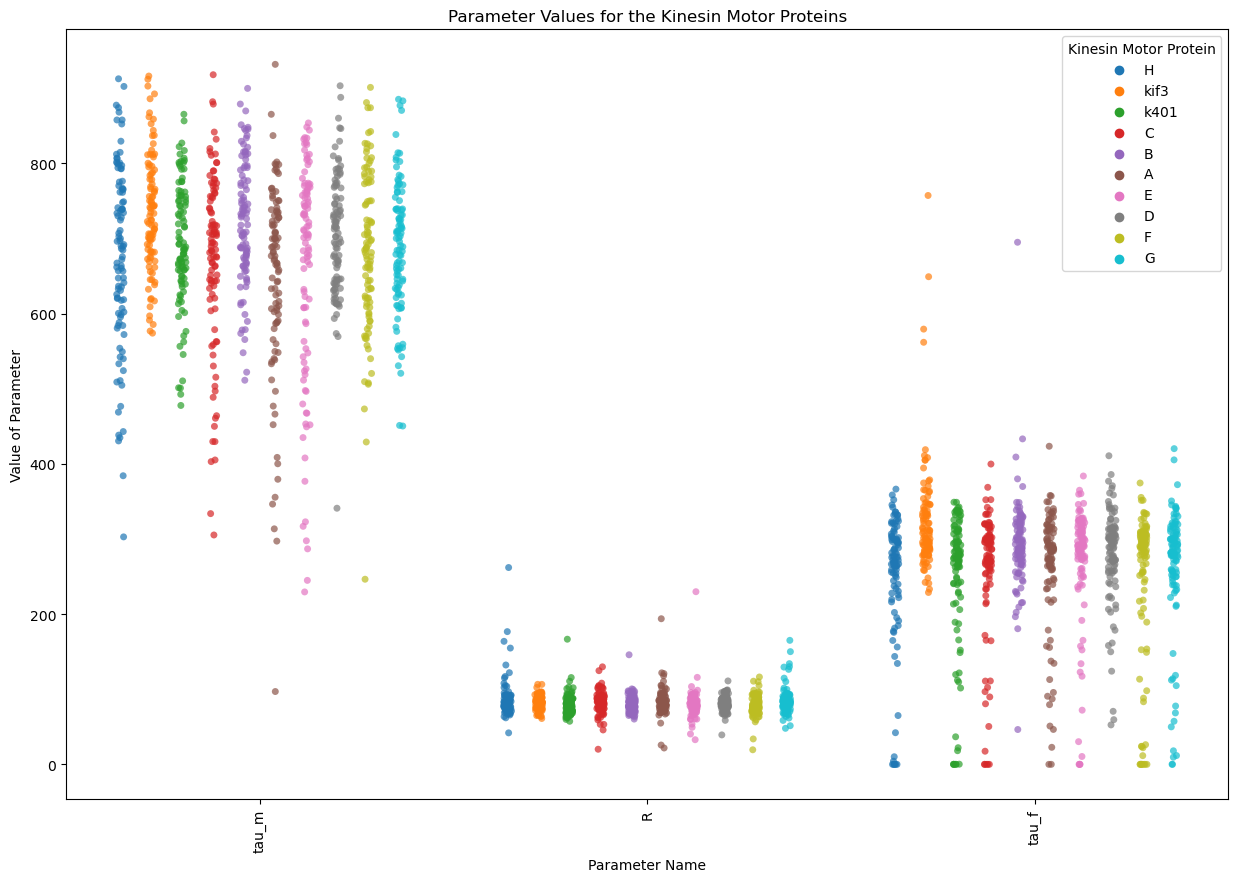 Parameter Values for the Kinesin Motor Proteins
Kinesin Motor Protein
H
kif3
k401
C
B
A
E
D
F
G
Value of Parameter
800
600
400
200
0
tau_m
R
tau_f
Parameter Name